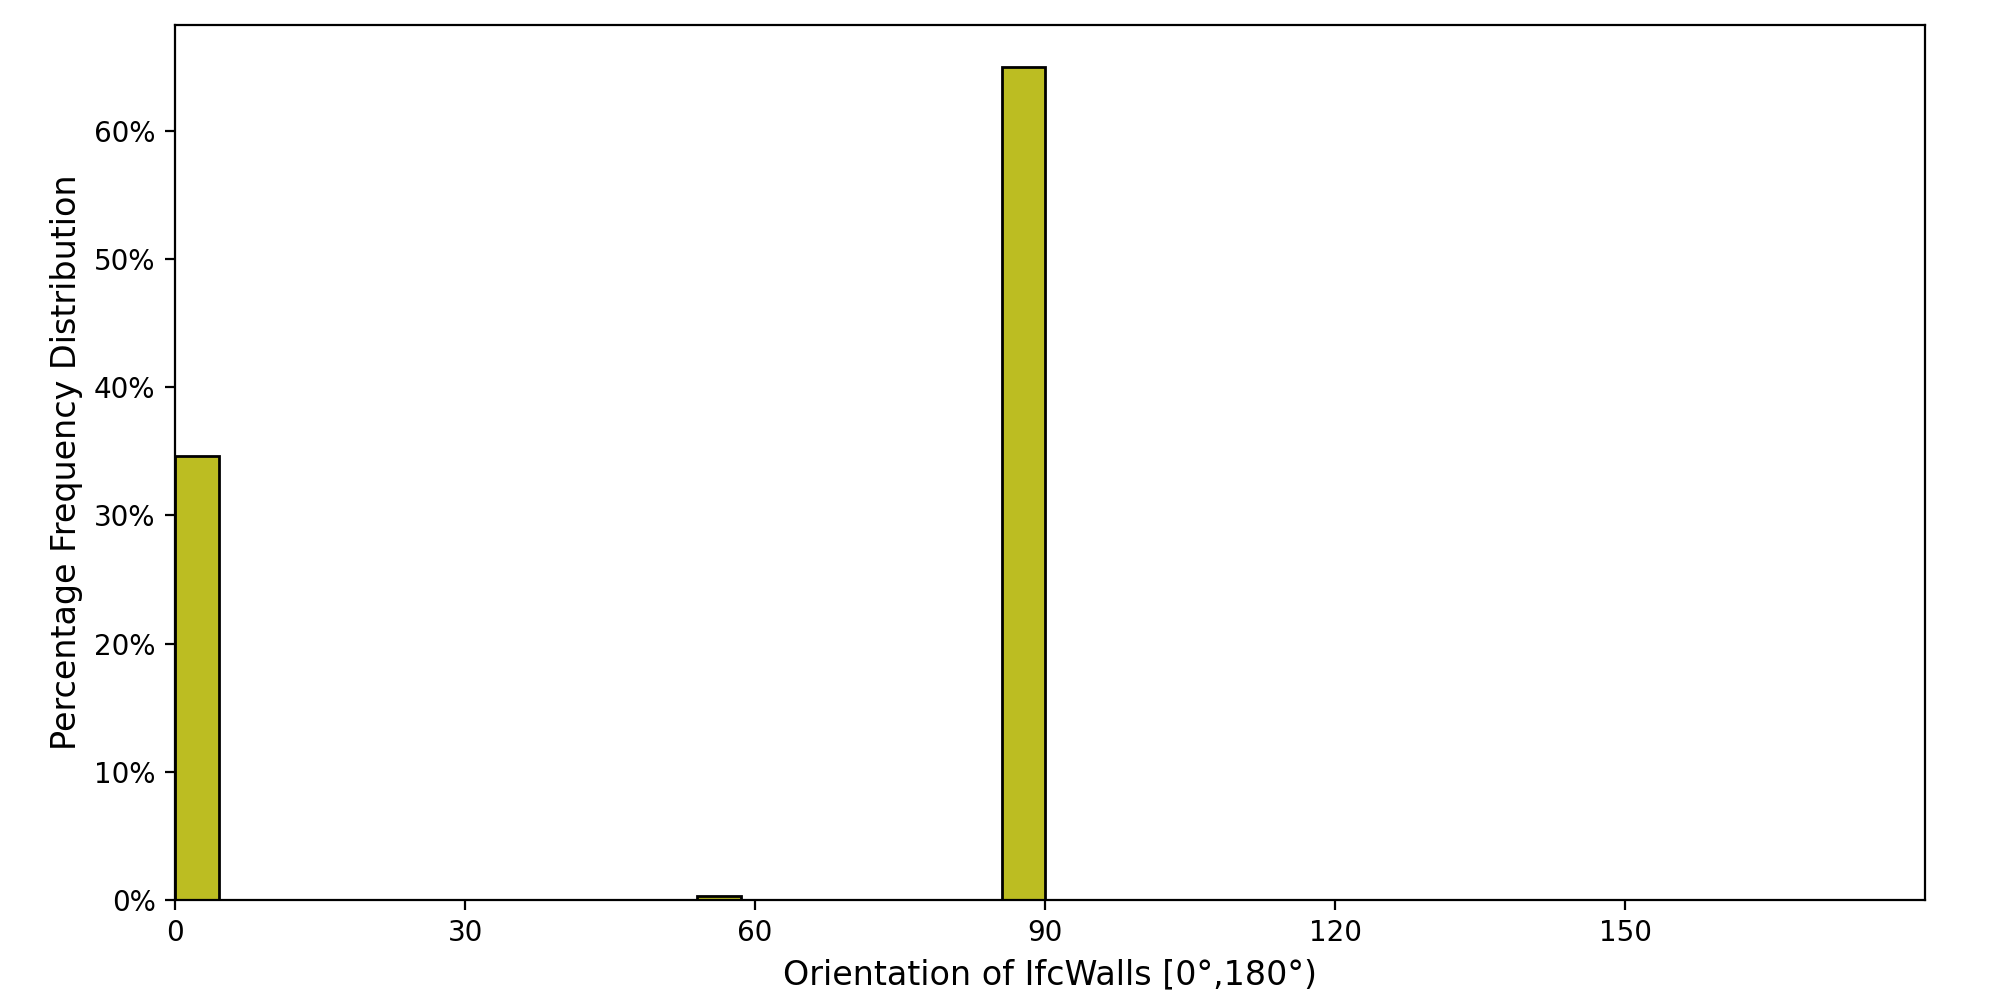 Percentage Frequency Distribution
60%
50%
40%
30%
20%
10%
0%
0 30 60 90 120 150
Orientation of IfcWalls [0°,180°)